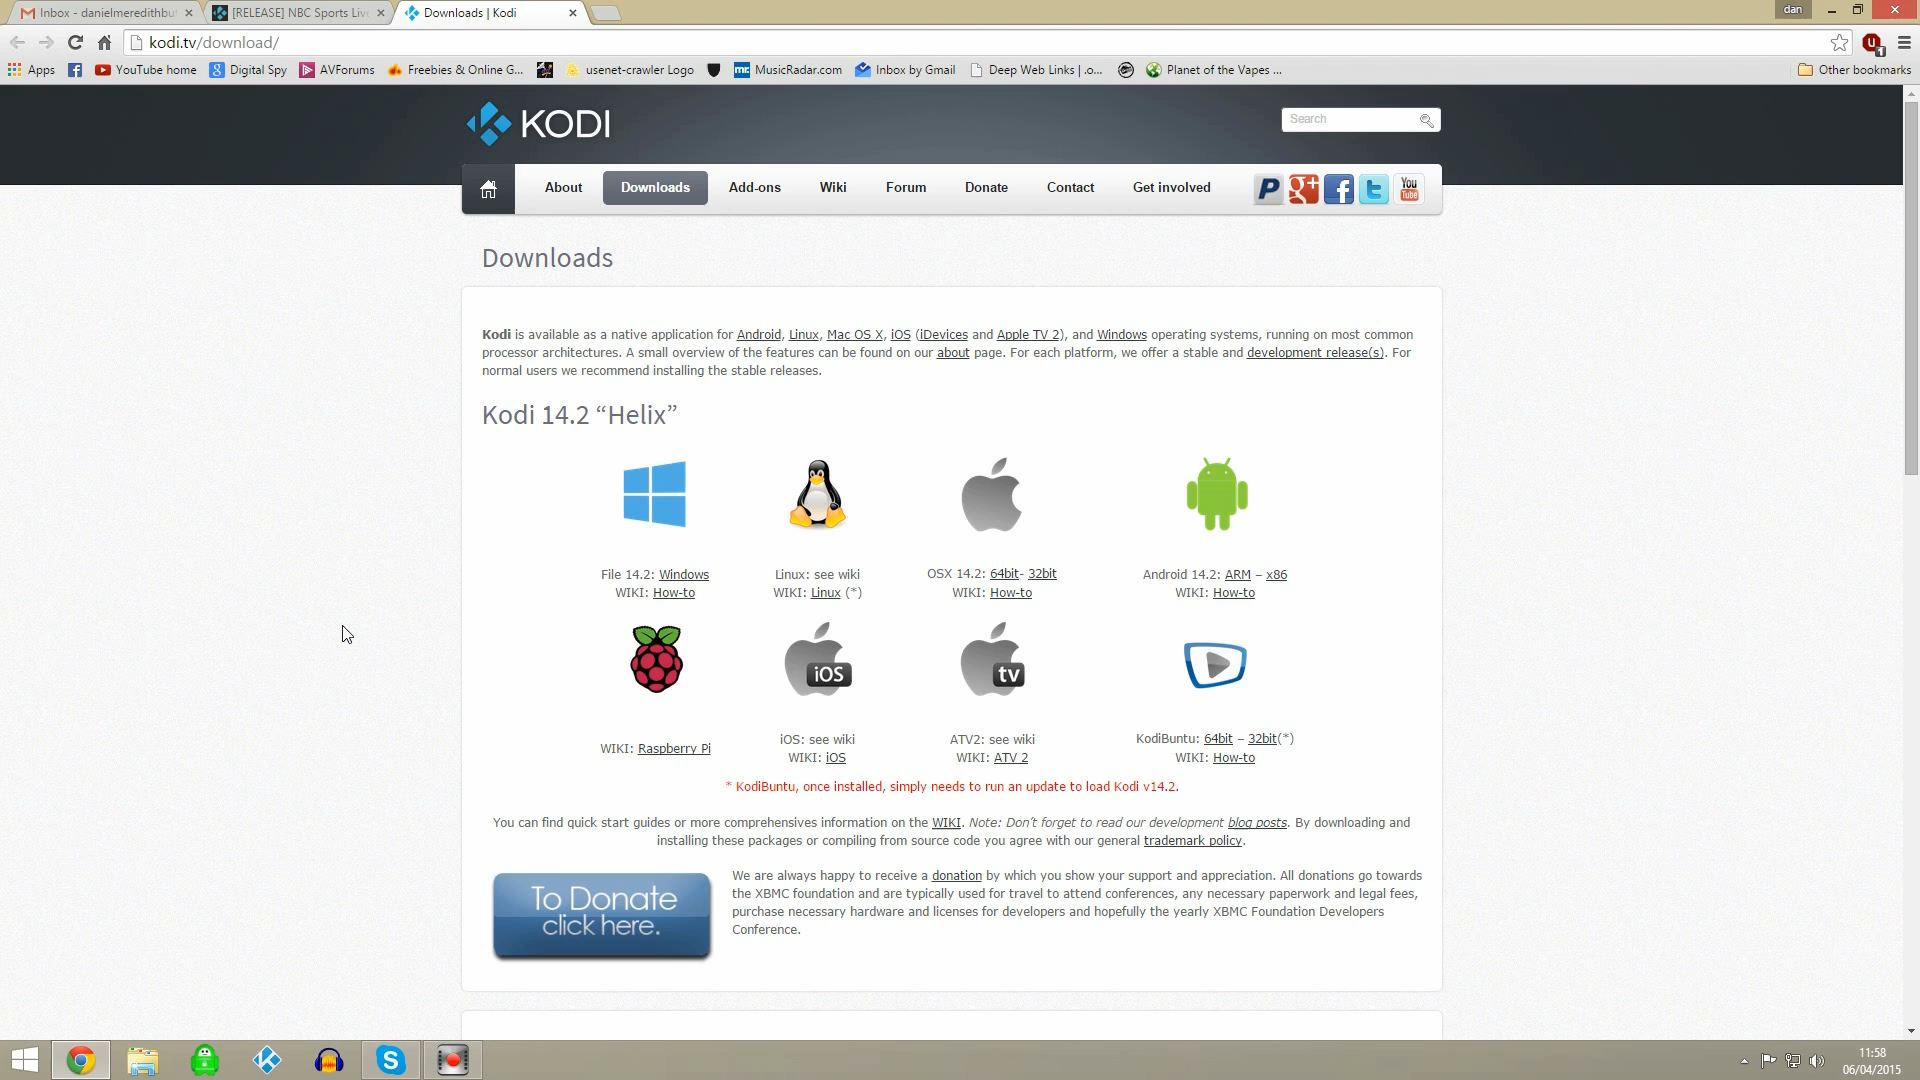 Inbox - danielmeredithbu
[RELEASE] NBC Sports Live
Downloads | Kodi
dan
kodi.tv/download/
Apps
YouTube home
Digital Spy
AVForums
Freebies & Online G...
usenet-crawler Logo
mr.
MusicRadar.com
Inbox by Gmail
Deep Web Links | .o...
Planet of the Vapes ...
Other bookmarks
KODI
Search
About
Downloads
Add-ons
Wiki
Forum
Donate
Contact
Get involved
You
Tube
Downloads
Kodi is available as a native application for Android, Linux, Mac OS X, iOS (iDevices and Apple TV 2), and Windows operating systems, running on most common
processor architectures. A small overview of the features can be found on our about page. For each platform, we offer a stable and development release(s). For
normal users we recommend installing the stable releases.
Kodi 14.2 “Helix”
File 14.2: Windows
WIKI: How-to
Linux: see wiki
WIKI: Linux (*)
OSX 14.2: 64bit- 32bit
WIKI: How-to
Android 14.2: ARM – x86
WIKI: How-to
iOS
tv
WIKI: Raspberry Pi
iOS: see wiki
WIKI: iOS
ATV2: see wiki
WIKI: ATV 2
KodiBuntu: 64bit – 32bit(*)
WIKI: How-to
* KodiBuntu, once installed, simply needs to run an update to load Kodi v14.2.
You can find quick start guides or more comprehensives information on the WIKI. Note: Don't forget to read our development blog posts. By downloading and
installing these packages or compiling from source code you agree with our general trademark policy.
To Donate
click here.
We are always happy to receive a donation by which you show your support and appreciation. All donations go towards
the XBMC foundation and are typically used for travel to attend conferences, any necessary paperwork and legal fees,
purchase necessary hardware and licenses for developers and hopefully the yearly XBMC Foundation Developers
Conference.
11:58
06/04/2015